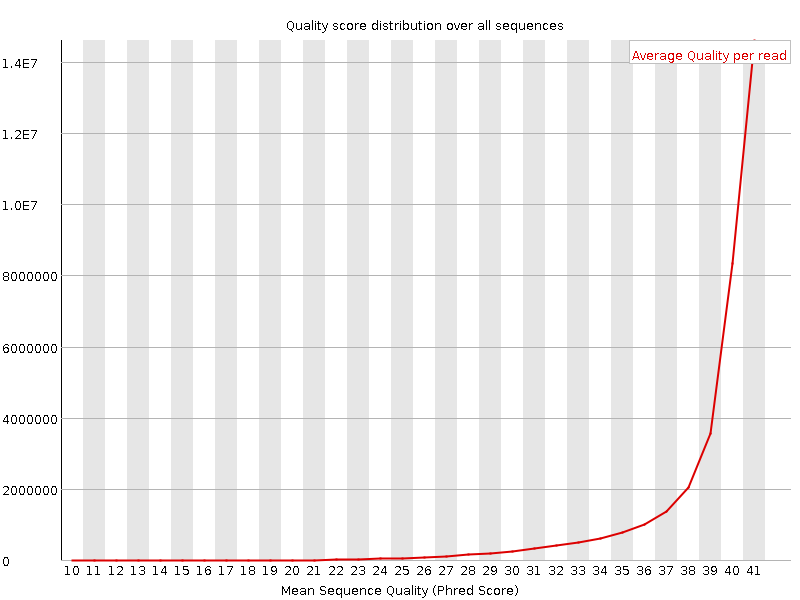 Quality score distribution over all sequences
Average Quality per read
1.4E7
1.2E7
1.0E7
8000000
6000000
4000000
2000000
0
10 11 12 13 14 15 16 17 18 19 20 21 22 23 24 25 26 27 28 29 30 31 32 33 34 35 36 37 38 39 40 41
Mean Sequence Quality (Phred Score)